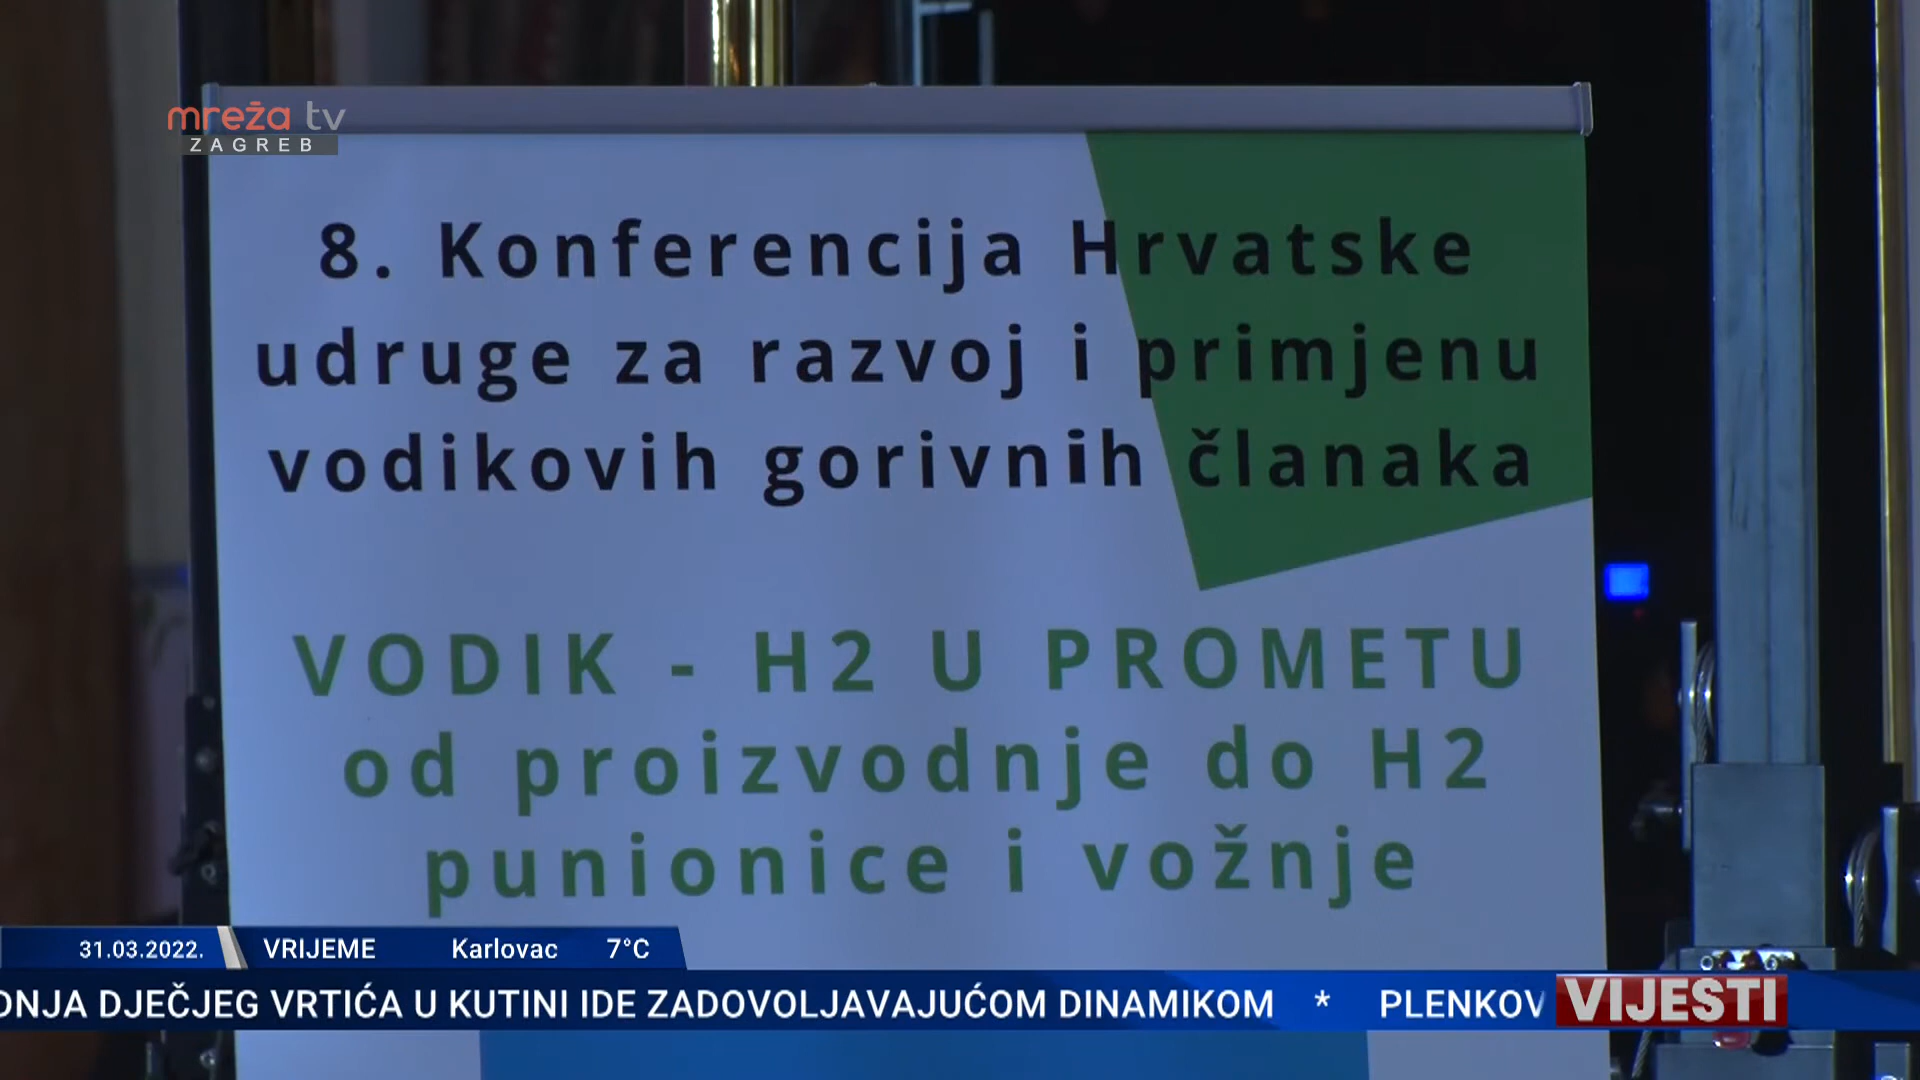 mreža tv
ZAGREB
8. Konferencija Hrvatske
udruge za razvoj i primjenu
vodikovih gorivnih članaka
VODIK - H2 U PROMETU
od proizvodnje do H2
punionice i vožnje
31.03.2022. VRIJEME Karlovac 7°C
DNJA DJEČJEG VRTIĆA U KUTINI IDE ZADOVOLJAVAJUĆOM DINAMIKOM * PLENKOV VIJESTI